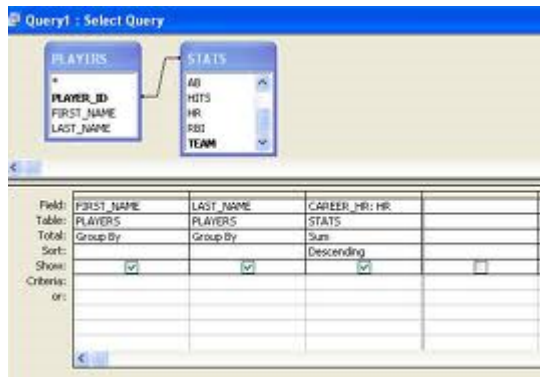 Query1 : Select Query
PLAYERS
*
PLAYER_ID
FIRST_NAME
LAST_NAME
STATS
AB
HITS
HR
RBI
TEAM
Field: FIRST_NAME LAST_NAME CAREER_HR: HR
Table: PLAYERS PLAYERS STATS
Total: Group By Group By Sum
Sort: Descending
Show:
Criteria:
or: